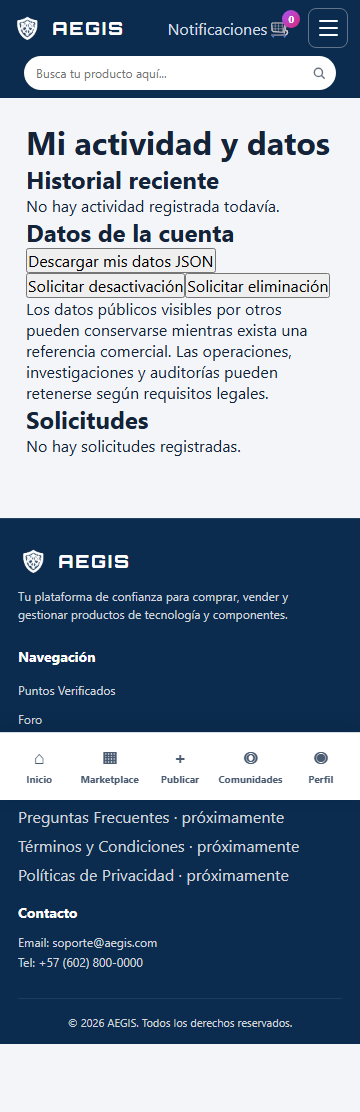 AEGIS
Notificaciones
0
Busca tu producto aquí...
Mi actividad y datos
Historial reciente
No hay actividad registrada todavía.
Datos de la cuenta
Descargar mis datos JSON
Solicitar desactivación Solicitar eliminación
Los datos públicos visibles por otros
pueden conservarse mientras exista una
referencia comercial. Las operaciones,
investigaciones y auditorías pueden
retenerse según requisitos legales.
Solicitudes
No hay solicitudes registradas.
AEGIS
Tu plataforma de confianza para comprar, vender y
gestionar productos de tecnología y componentes.
Navegación
Puntos Verificados
Foro
Inicio Marketplace Publicar Comunidades Perfil
Preguntas Frecuentes · próximamente
Términos y Condiciones · próximamente
Políticas de Privacidad · próximamente
Contacto
Email: soporte@aegis.com
Tel: +57 (602) 800-0000
© 2026 AEGIS. Todos los derechos reservados.